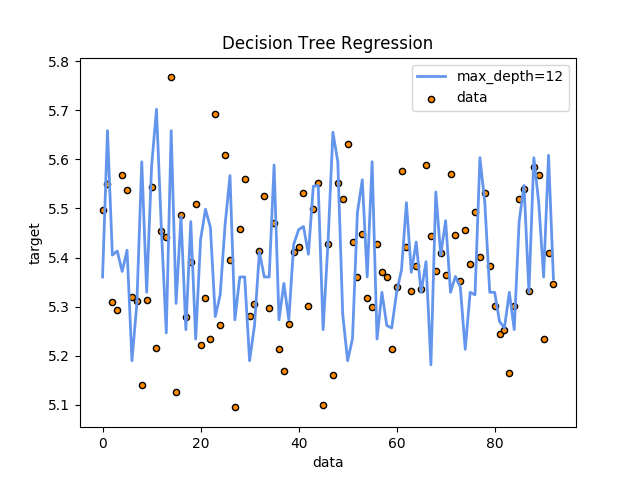 Decision Tree Regression
max_depth=12
data
target
5.8
5.7
5.6
5.5
5.4
5.3
5.2
5.1
0 20 40 60 80
data